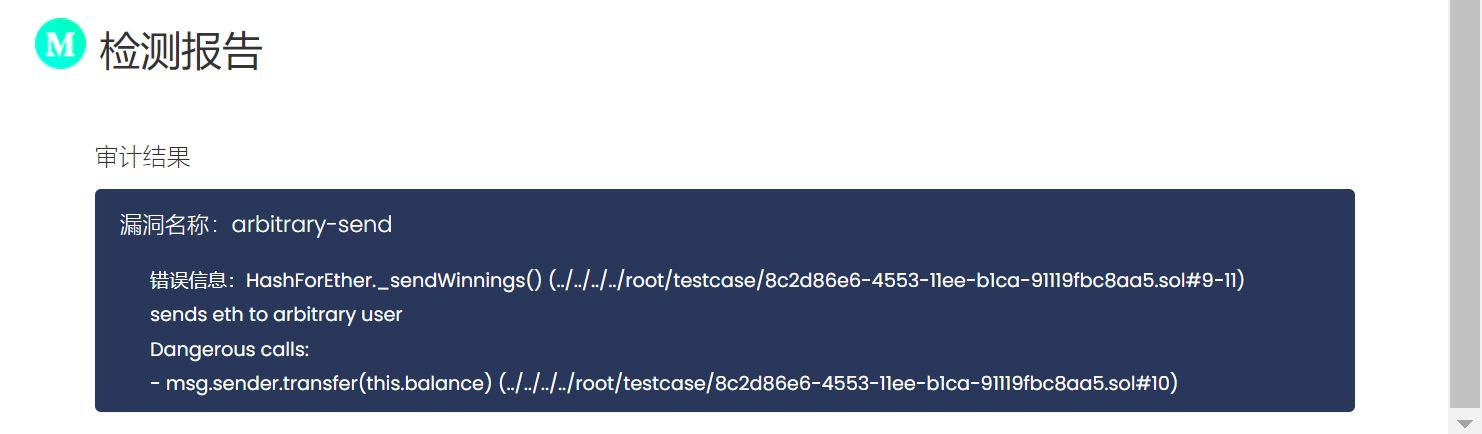 M 检测报告
审计结果
漏洞名称：arbitrary-send
错误信息：HashForEther._sendWinnings() (../../../../root/testcase/8c2d86e6-4553-11ee-b1ca-91119fbc8aa5.sol#9-11)
sends eth to arbitrary user
Dangerous calls:
- msg.sender.transfer(this.balance) (../../../../root/testcase/8c2d86e6-4553-11ee-b1ca-91119fbc8aa5.sol#10)